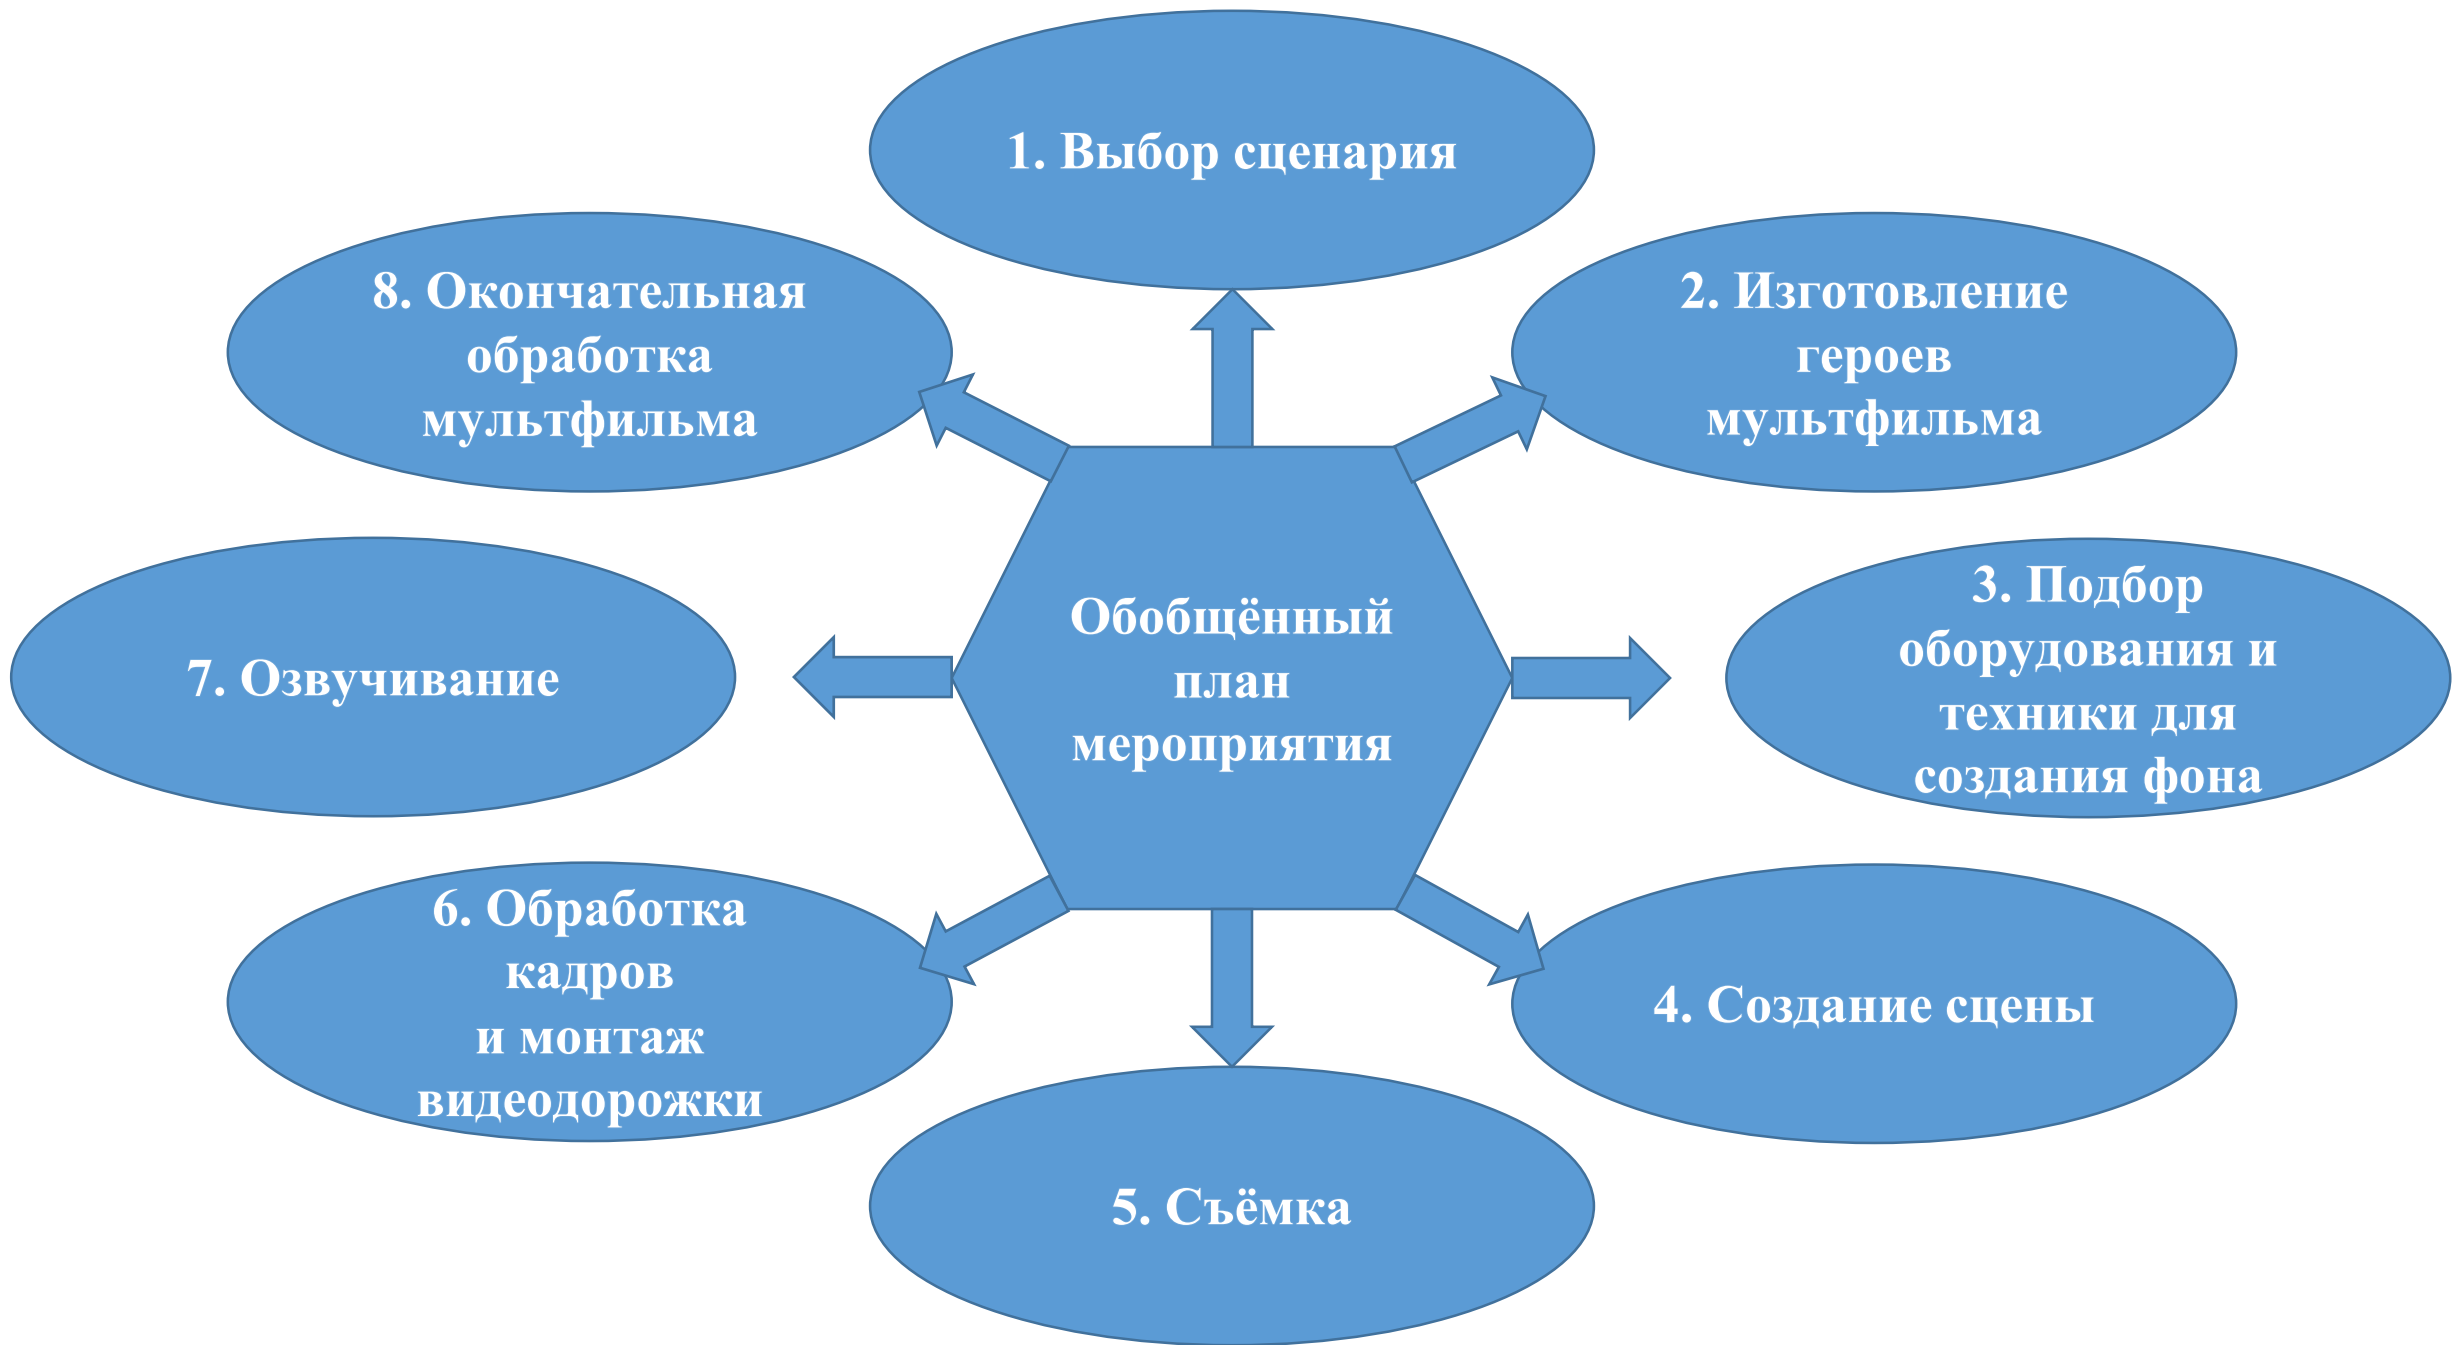 1. Выбор сценария
2. Изготовление
героев
мультфильма
3. Подбор
оборудования и
техники для
создания фона
4. Создание сцены
5. Съёмка
6. Обработка
кадров
и монтаж
видеодорожки
7. Озвучивание
8. Окончательная
обработка
мультфильма
Обобщённый
план
мероприятия